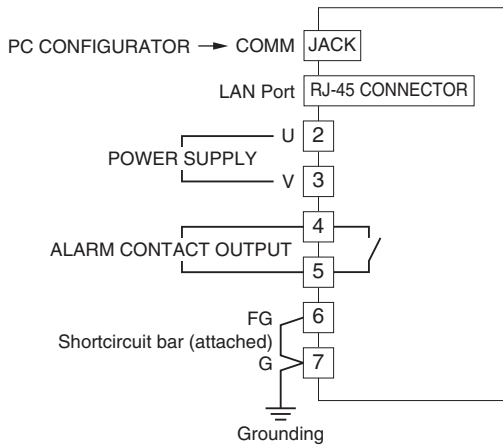 PC CONFIGURATOR → COMM JACK
LAN Port RJ-45 CONNECTOR
U 2
POWER SUPPLY
V 3
4
ALARM CONTACT OUTPUT
5
FG 6
Shortcircuit bar (attached)
G 7
Grounding